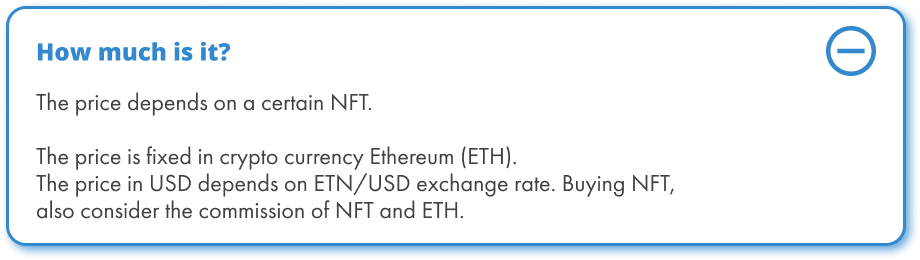 How much is it?
The price depends on a certain NFT.
The price is fixed in crypto currency Ethereum (ETH).
The price in USD depends on ETN/USD exchange rate. Buying NFT,
also consider the commission of NFT and ETH.